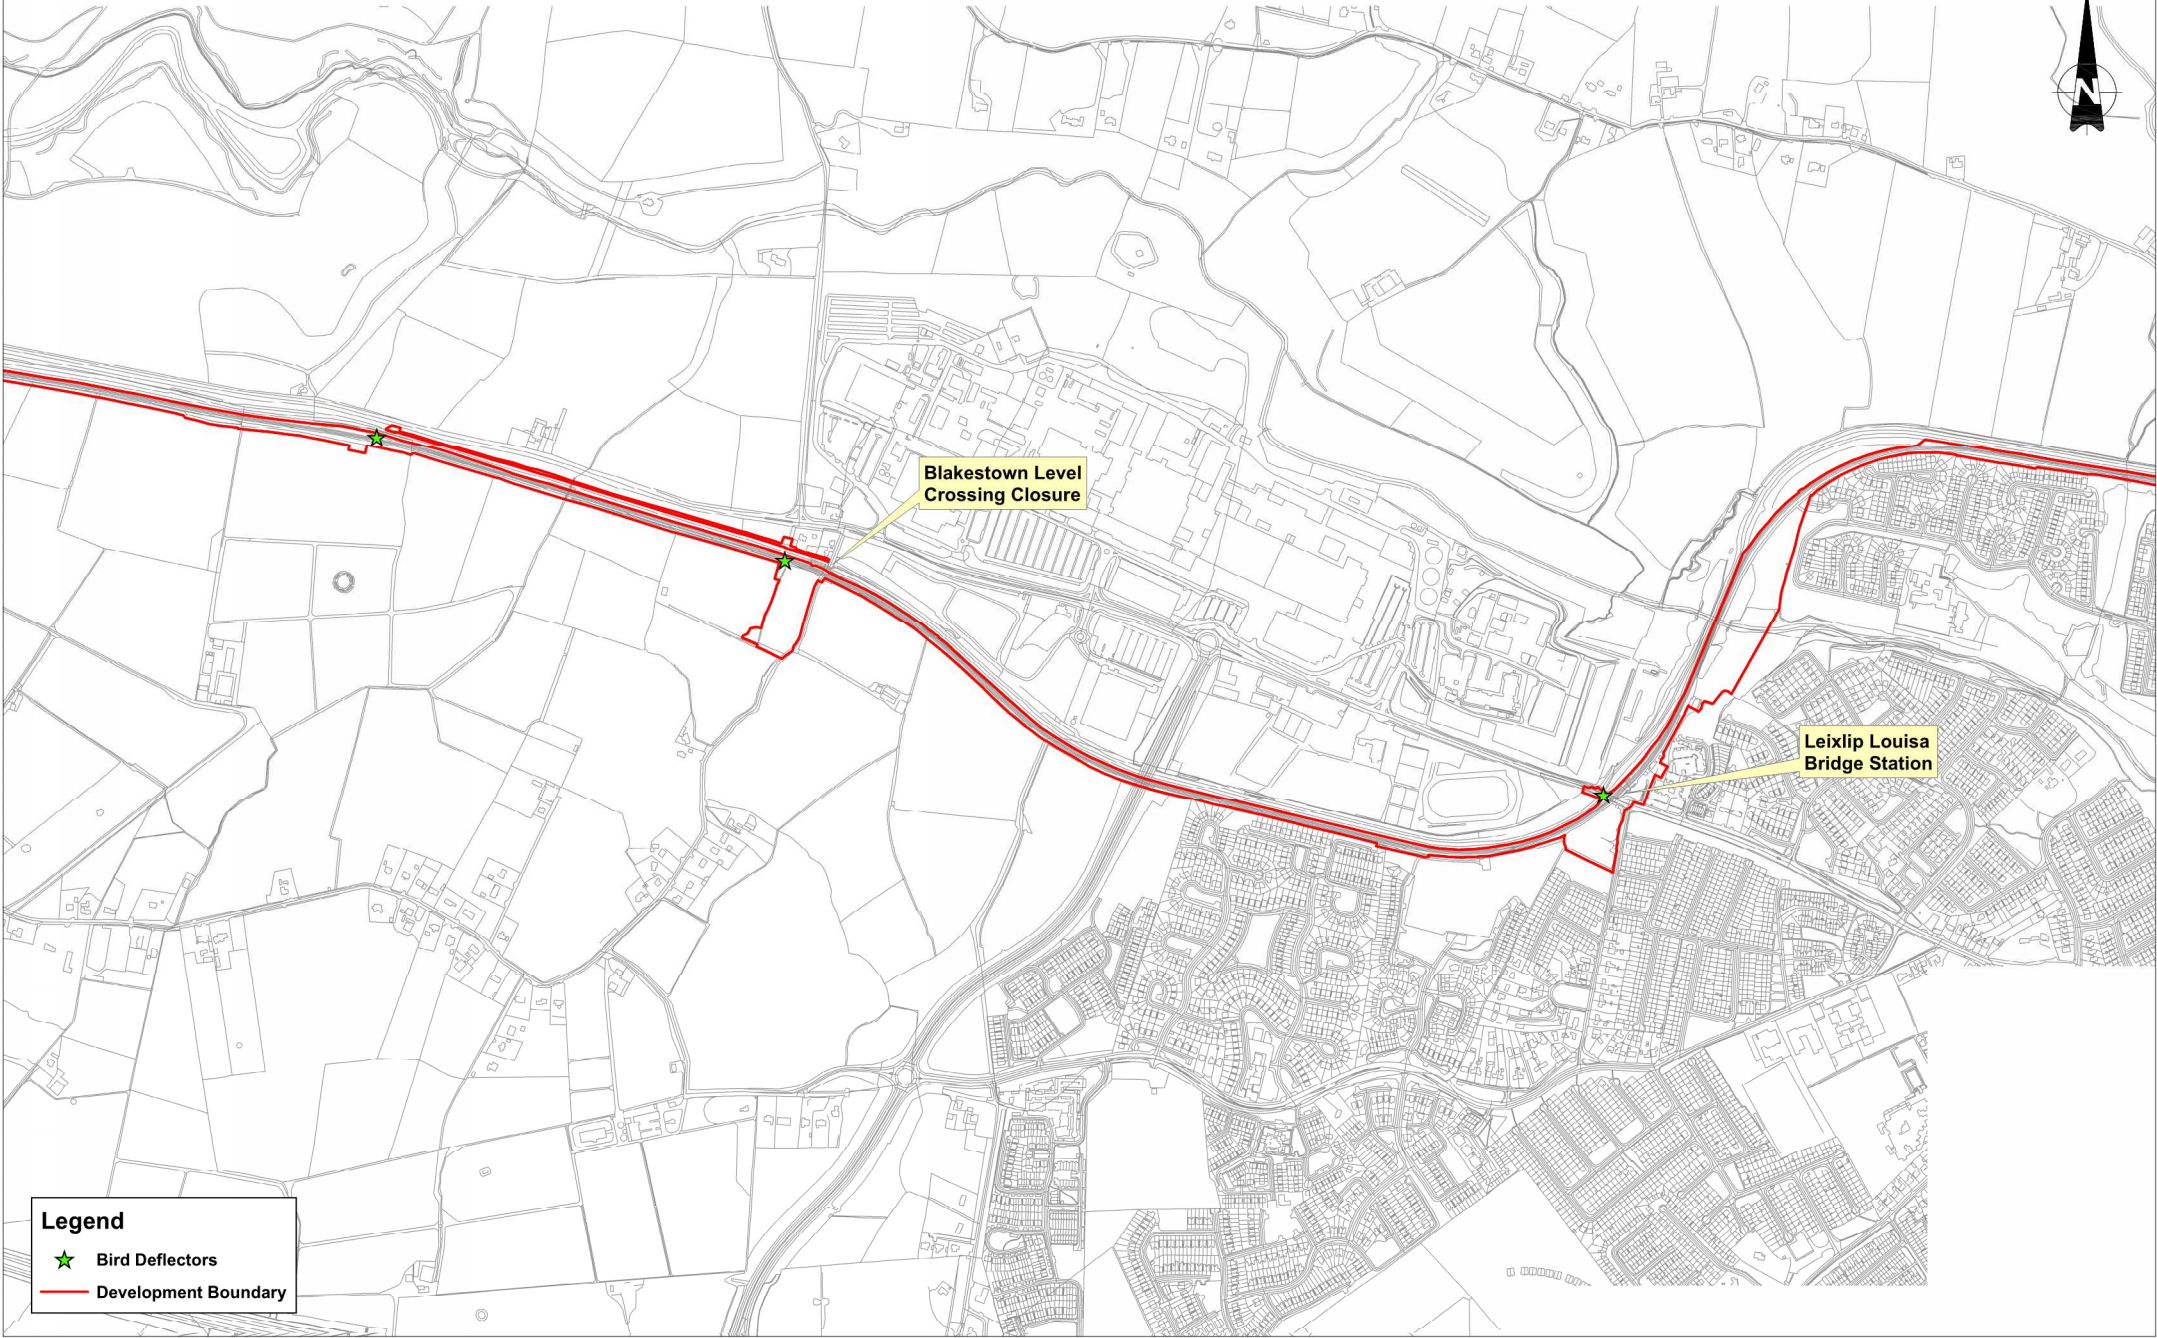 N
Blakestown Level
Crossing Closure
Leixlip Louisa
Bridge Station
Legend
Bird Deflectors
Development Boundary